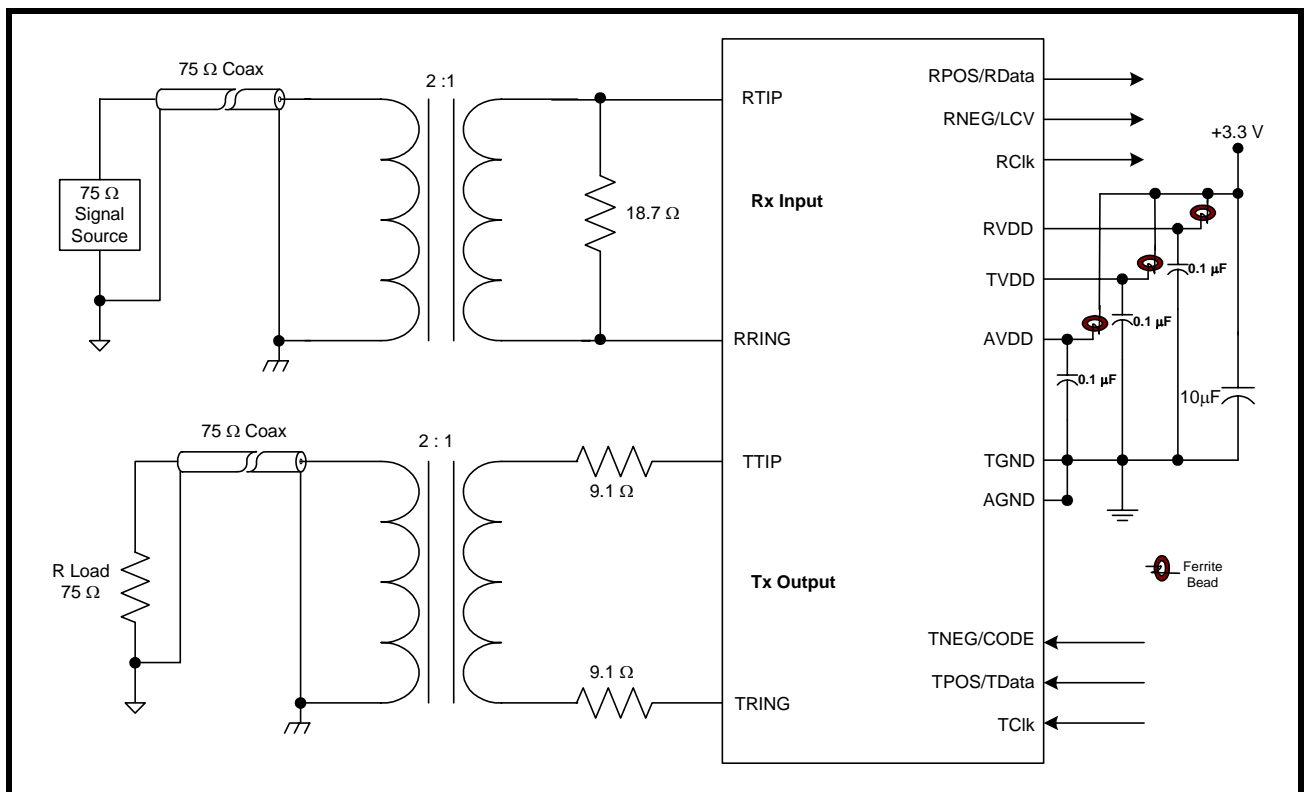 75 Ω Coax
2 :1
75 Ω
Signal
Source
18.7 Ω
RTIP
Rx Input
RRING
RPOS/RData
RNEG/LCV
RClk
+3.3 V
RVDD
0.1 µF
TVDD
0.1 µF
AVDD
0.1 µF
10µF
75 Ω Coax
2 : 1
R Load
75 Ω
9.1 Ω
9.1 Ω
TTIP
Tx Output
TRING
TGND
AGND
Ferrite
Bead
TNEG/CODE
TPOS/TData
TClk